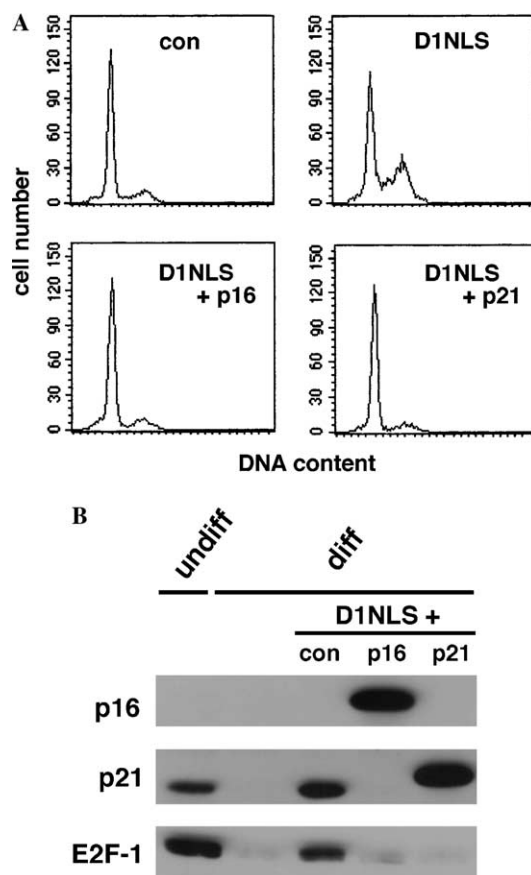 A
con
D1NLS
150
120
90
60
30
0
150
120
90
60
30
0
D1NLS
+ p16
D1NLS
+ p21
150
120
90
60
30
0
150
120
90
60
30
0
cell number
DNA content
B
undiff
diff
D1NLS +
con p16 p21
p16
p21
E2F-1